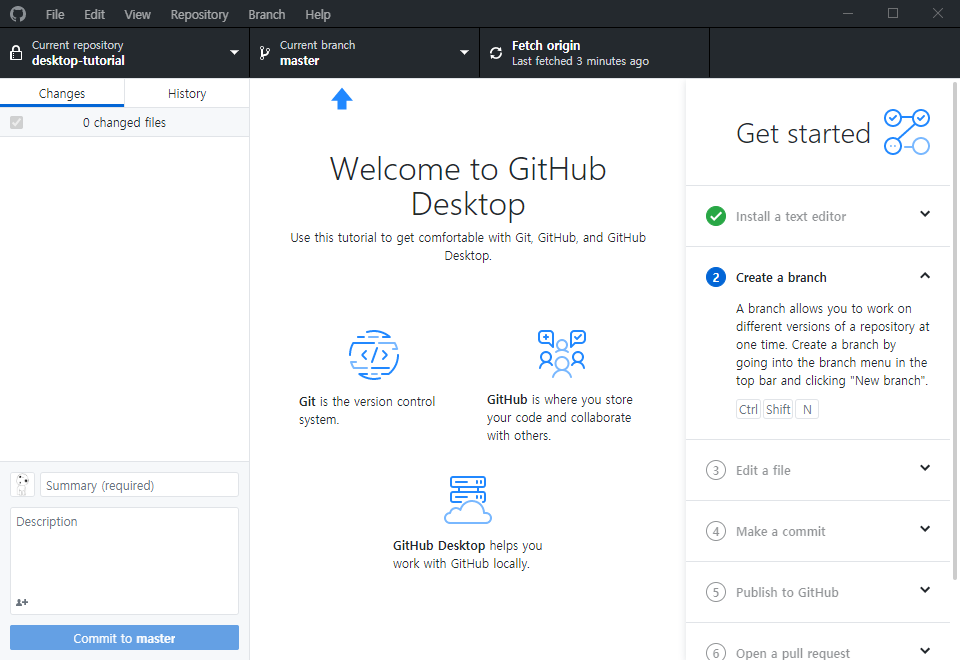 File Edit View Repository Branch Help
Current repository
desktop-tutorial
Current branch
master
Fetch origin
Last fetched 3 minutes ago
Changes History
0 changed files
Summary (required)
Description
Commit to master
Welcome to GitHub
Desktop
Use this tutorial to get comfortable with Git, GitHub, and GitHub
Desktop.
Git is the version control
system.
GitHub is where you store
your code and collaborate
with others.
GitHub Desktop helps you
work with GitHub locally.
Get started
Install a text editor
2 Create a branch
A branch allows you to work on
different versions of a repository at
one time. Create a branch by
going into the branch menu in the
top bar and clicking "New branch".
Ctrl Shift N
3 Edit a file
4 Make a commit
5 Publish to GitHub
6 Open a pull request